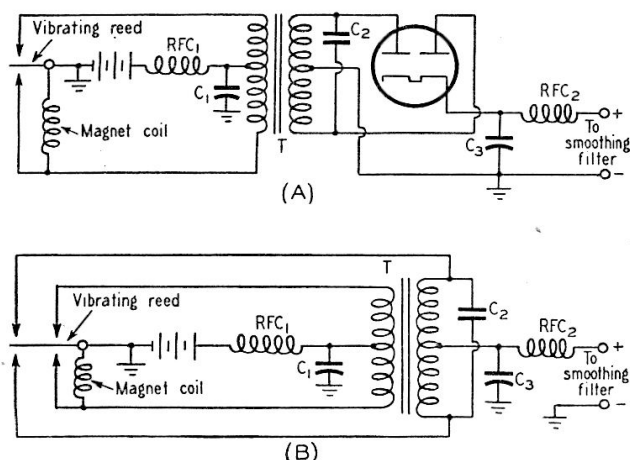 Vibrating reed
RFC1
C1
Magnet coil
T
C2
C3
RFC2
+
To
smoothing
filter
-
(A)
Vibrating reed
RFC1
C1
Magnet coil
T
C2
C3
RFC2
+
To
smoothing
filter
-
(B)